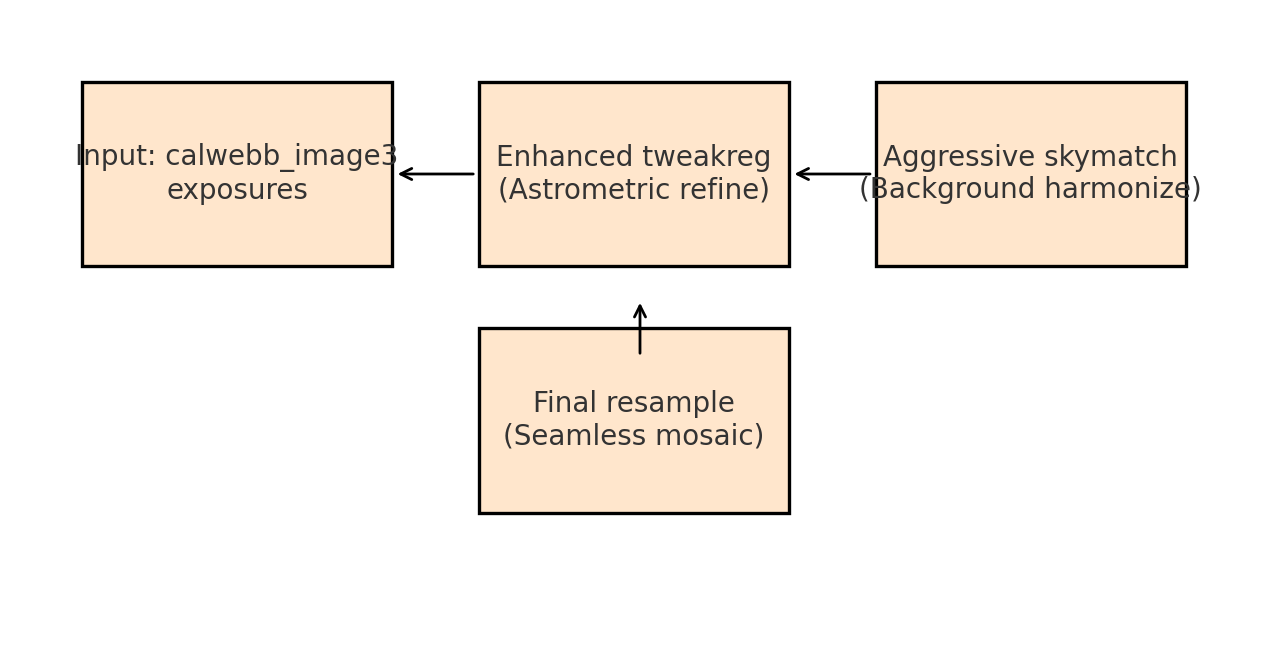 Input: calwebb_image3
exposures
Enhanced tweakreg
(Astrometric refine)
Aggressive skymatch
(Background harmonize)
Final resample
(Seamless mosaic)